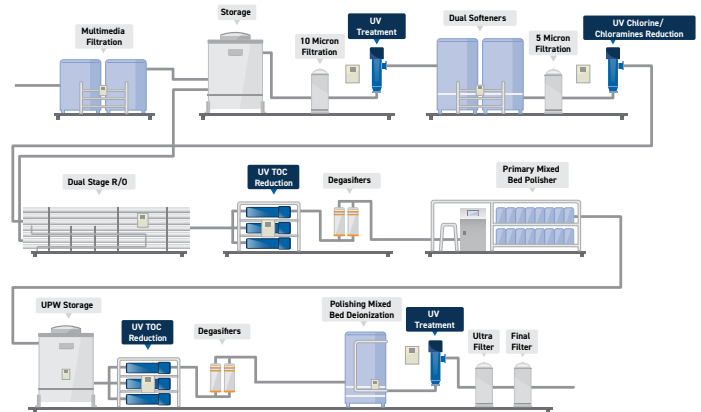 Multimedia
Filtration
Storage
10 Micron
Filtration
UV
Treatment
Dual Softeners
5 Micron
Filtration
UV Chlorine/
Chloramines Reduction
Dual Stage R/O
UV TOC
Reduction
Degasifiers
Primary Mixed
Bed Polisher
UPW Storage
UV TOC
Reduction
Degasifiers
Polishing Mixed
Bed Deionization
UV
Treatment
Ultra
Filter
Final
Filter